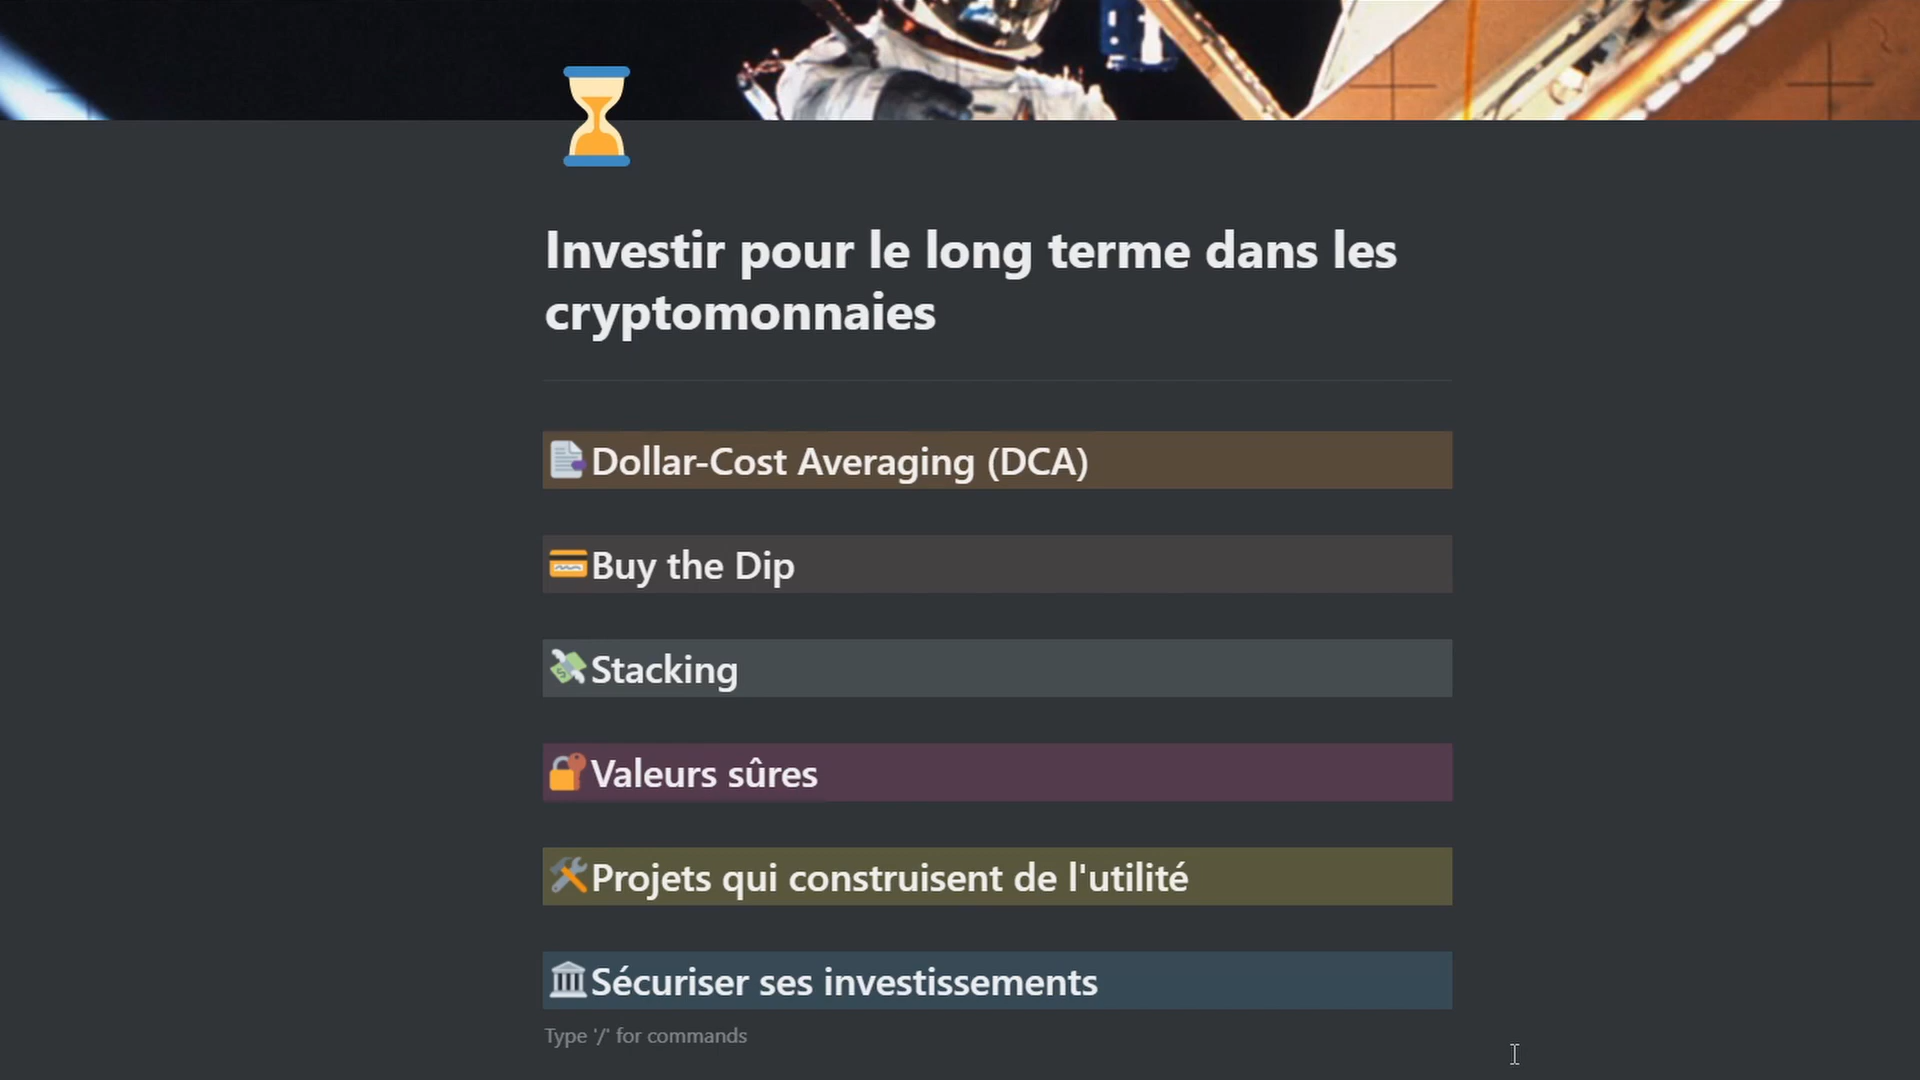 Investir pour le long terme dans les
cryptomonnaies
Dollar-Cost Averaging (DCA)
Buy the Dip
Stacking
Valeurs sûres
Projets qui construisent de l'utilité
Sécuriser ses investissements
Type '/' for commands